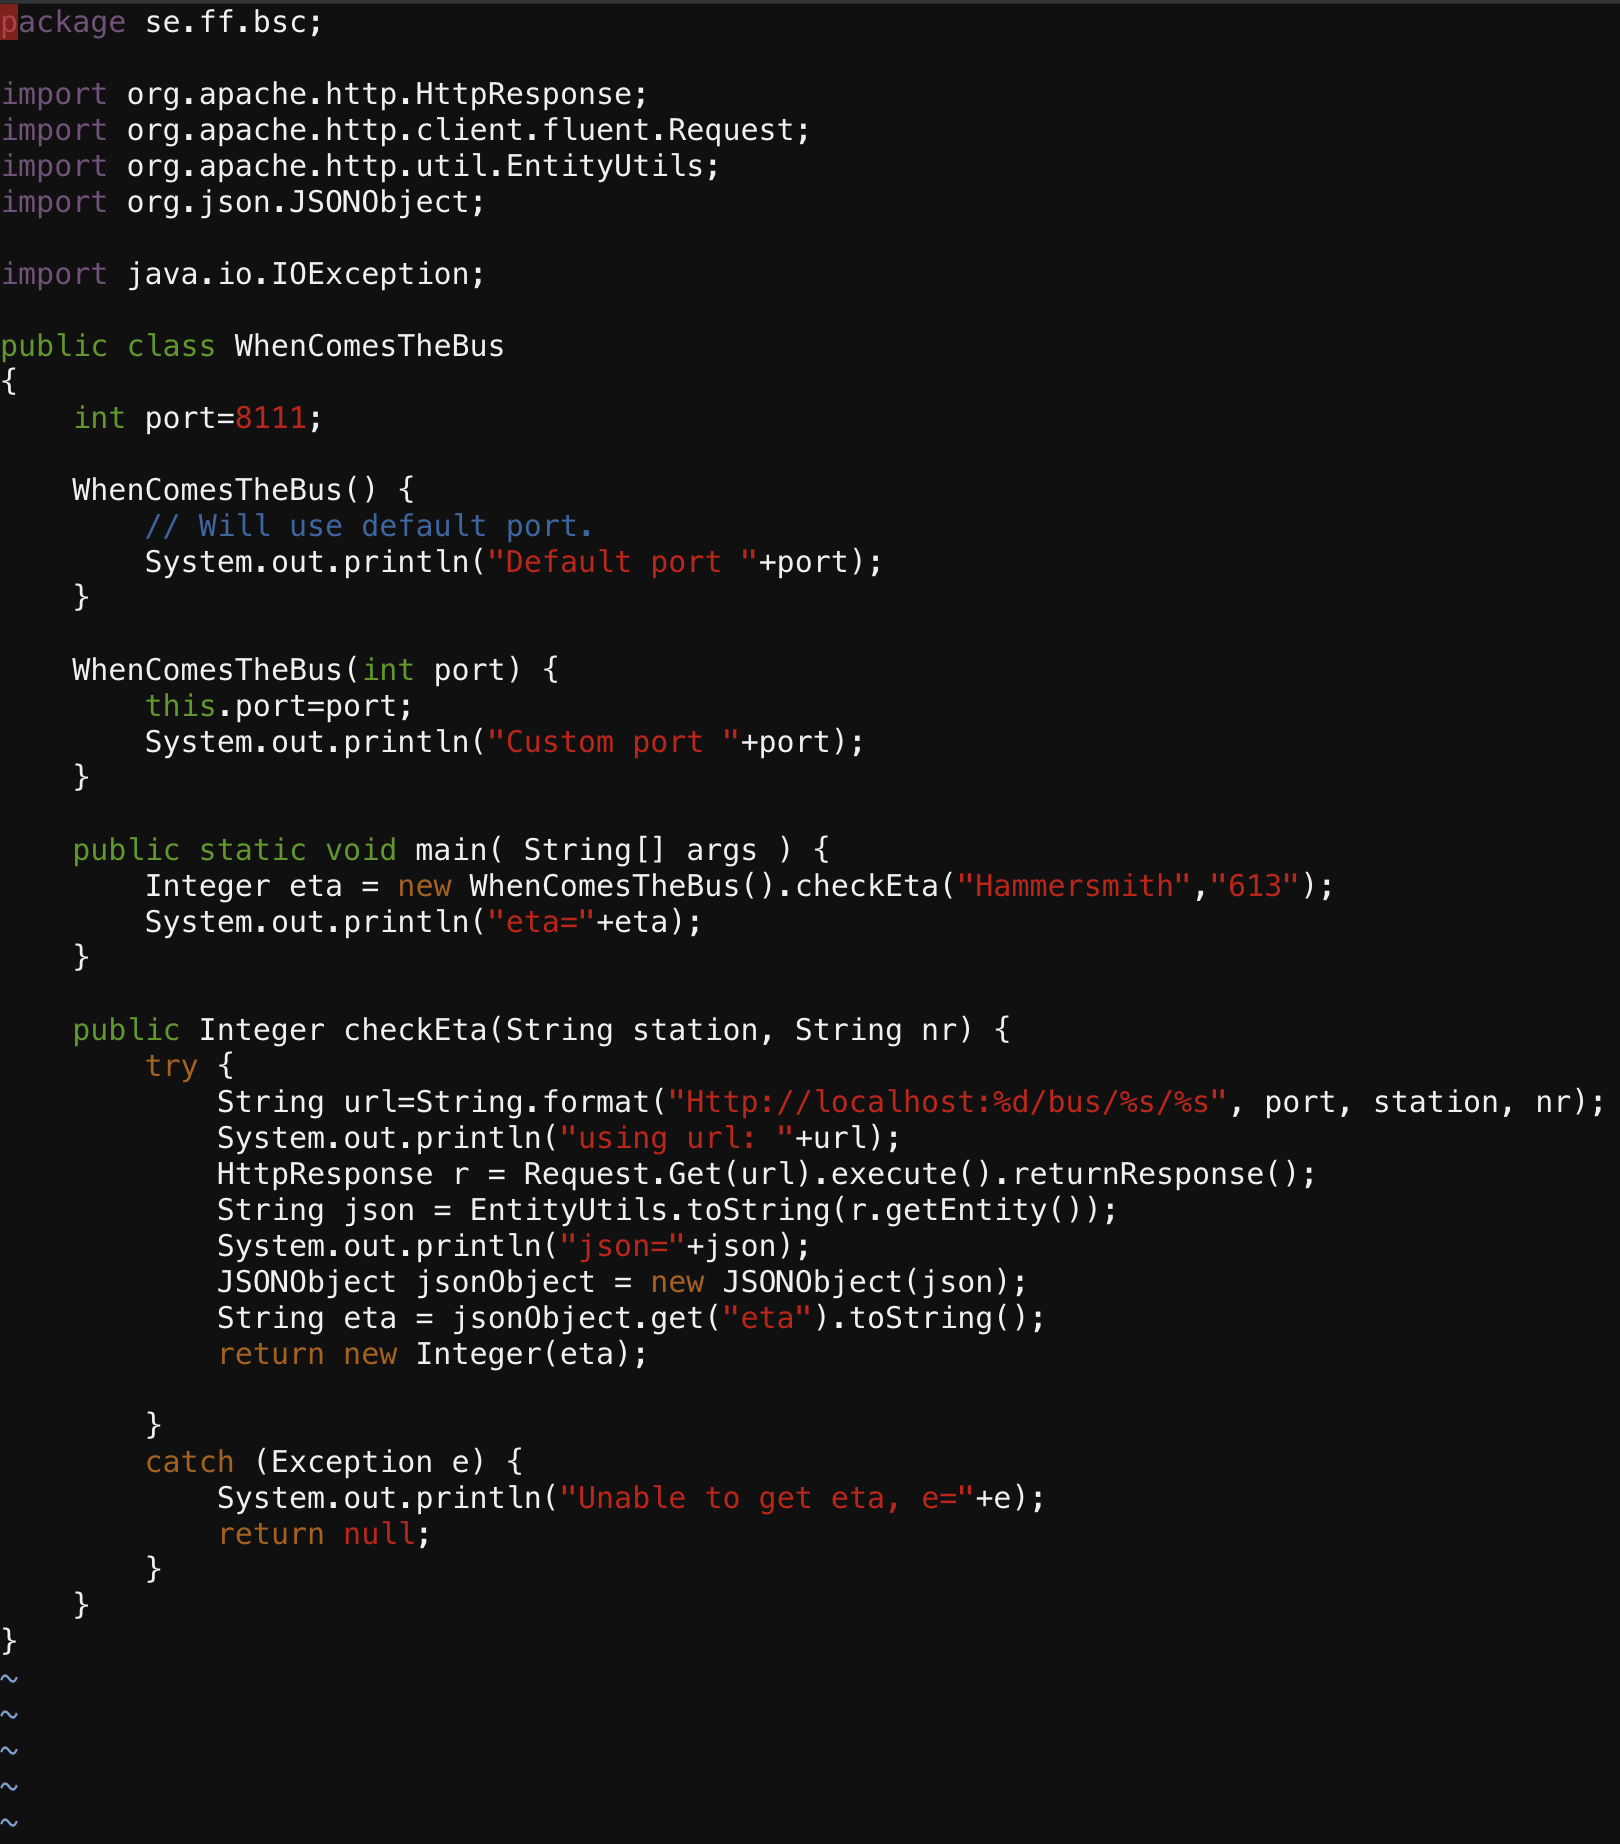 package se.ff.bsc;

import org.apache.http.HttpResponse;
import org.apache.http.client.fluent.Request;
import org.apache.http.util.EntityUtils;
import org.json.JSONObject;

import java.io.IOException;

public class WhenComesTheBus
{
    int port=8111;

    WhenComesTheBus() {
        // Will use default port.
        System.out.println("Default port "+port);
    }

    WhenComesTheBus(int port) {
        this.port=port;
        System.out.println("Custom port "+port);
    }

    public static void main( String[] args ) {
        Integer eta = new WhenComesTheBus().checkEta("Hammersmith","613");
        System.out.println("eta="+eta);
    }

    public Integer checkEta(String station, String nr) {
        try {
            String url=String.format("Http://localhost:%d/bus/%s/%s", port, station, nr);
            System.out.println("using url: "+url);
            HttpResponse r = Request.Get(url).execute().returnResponse();
            String json = EntityUtils.toString(r.getEntity());
            System.out.println("json="+json);
            JSONObject jsonObject = new JSONObject(json);
            String eta = jsonObject.get("eta").toString();
            return new Integer(eta);

        }
        catch (Exception e) {
            System.out.println("Unable to get eta, e="+e);
            return null;
        }
    }
}
~
~
~
~
~